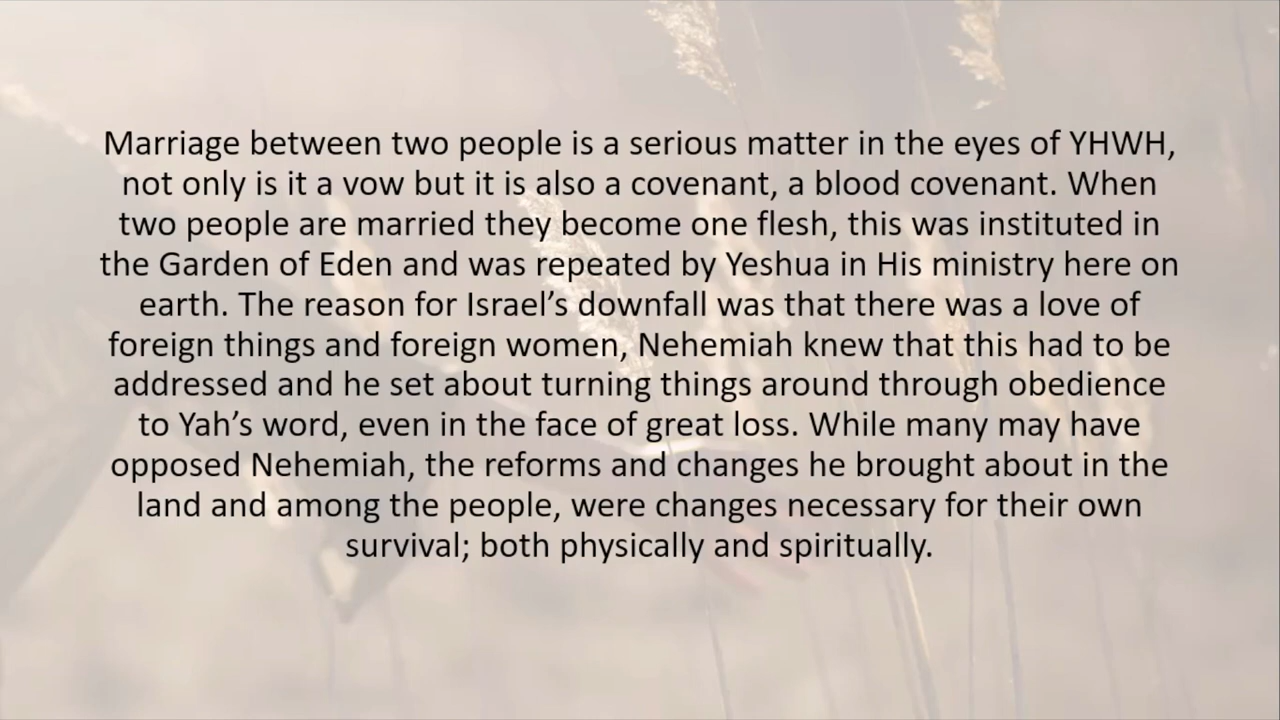 Marriage between two people is a serious matter in the eyes of YHWH,
not only is it a vow but it is also a covenant, a blood covenant. When
two people are married they become one flesh, this was instituted in
the Garden of Eden and was repeated by Yeshua in His ministry here on
earth. The reason for Israel’s downfall was that there was a love of
foreign things and foreign women, Nehemiah knew that this had to be
addressed and he set about turning things around through obedience
to Yah’s word, even in the face of great loss. While many may have
opposed Nehemiah, the reforms and changes he brought about in the
land and among the people, were changes necessary for their own
survival; both physically and spiritually.